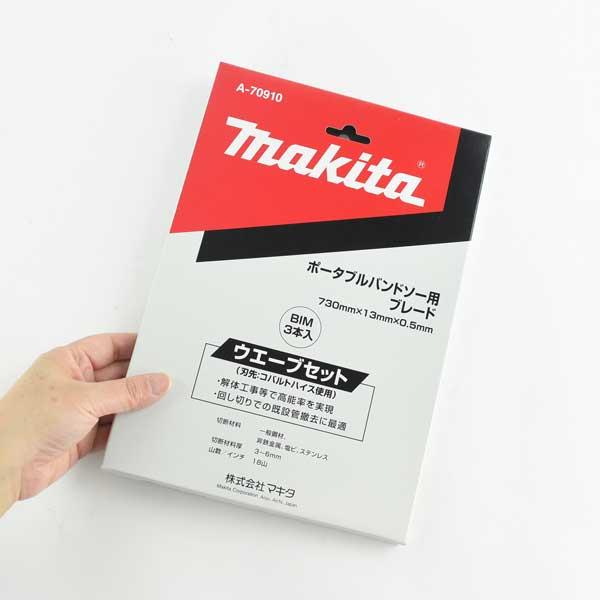 A-70910
makita®
ポータブルバンドソー用
ブレード
730mm×13mm×0.5mm
BIM
3本入
ウエーブセット
(刃先:コバルトハイス使用)
・解体工事等で高能率を実現
・回し切りでの既設管撤去に最適
切断材料 一般鋼材、
非鉄金属、塩ビ、ステンレス
切断材料厚 3~6mm
山数/インチ 18山
株式会社マキタ
Makita Corporation Anjo, Aichi, Japan